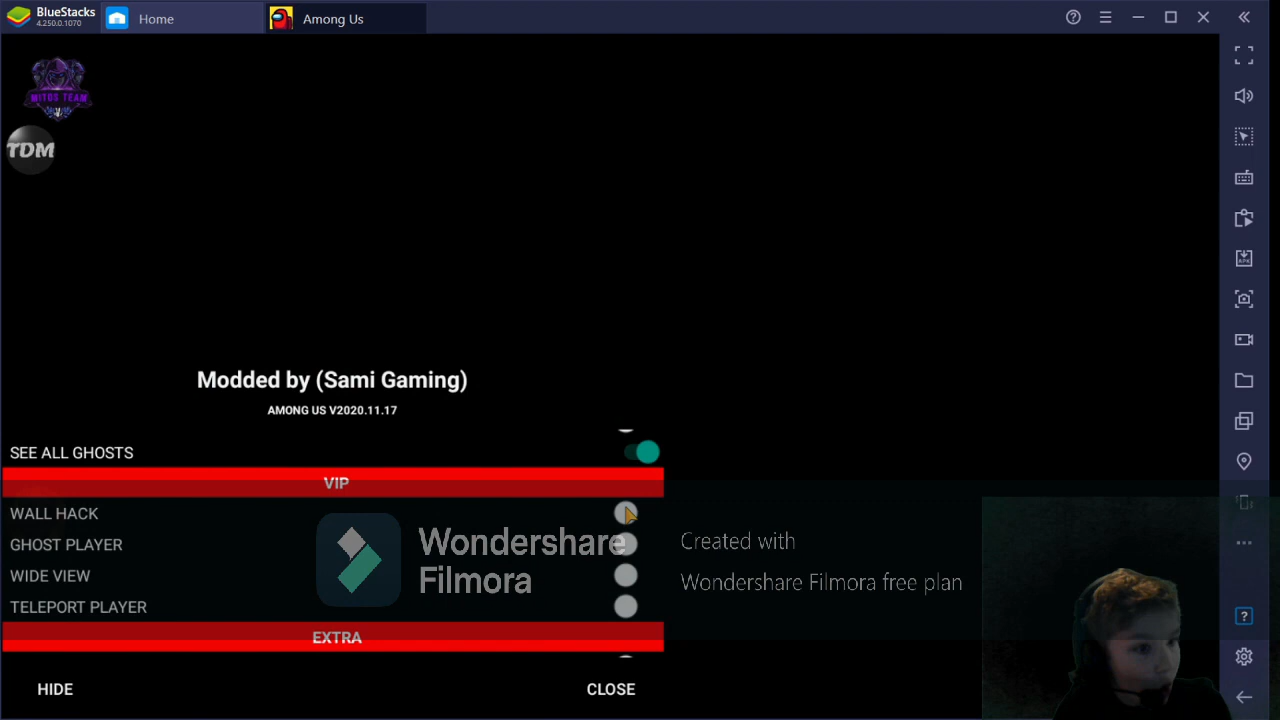 BlueStacks
4.250.0.1070
Home
Among Us
MITOS TEAM
TDM
Modded by (Sami Gaming)
AMONG US V2020.11.17
SEE ALL GHOSTS
VIP
WALL HACK
GHOST PLAYER
WIDE VIEW
TELEPORT PLAYER
EXTRA
HIDE
CLOSE
Wondershare
Filmora
Created with
Wondershare Filmora free plan